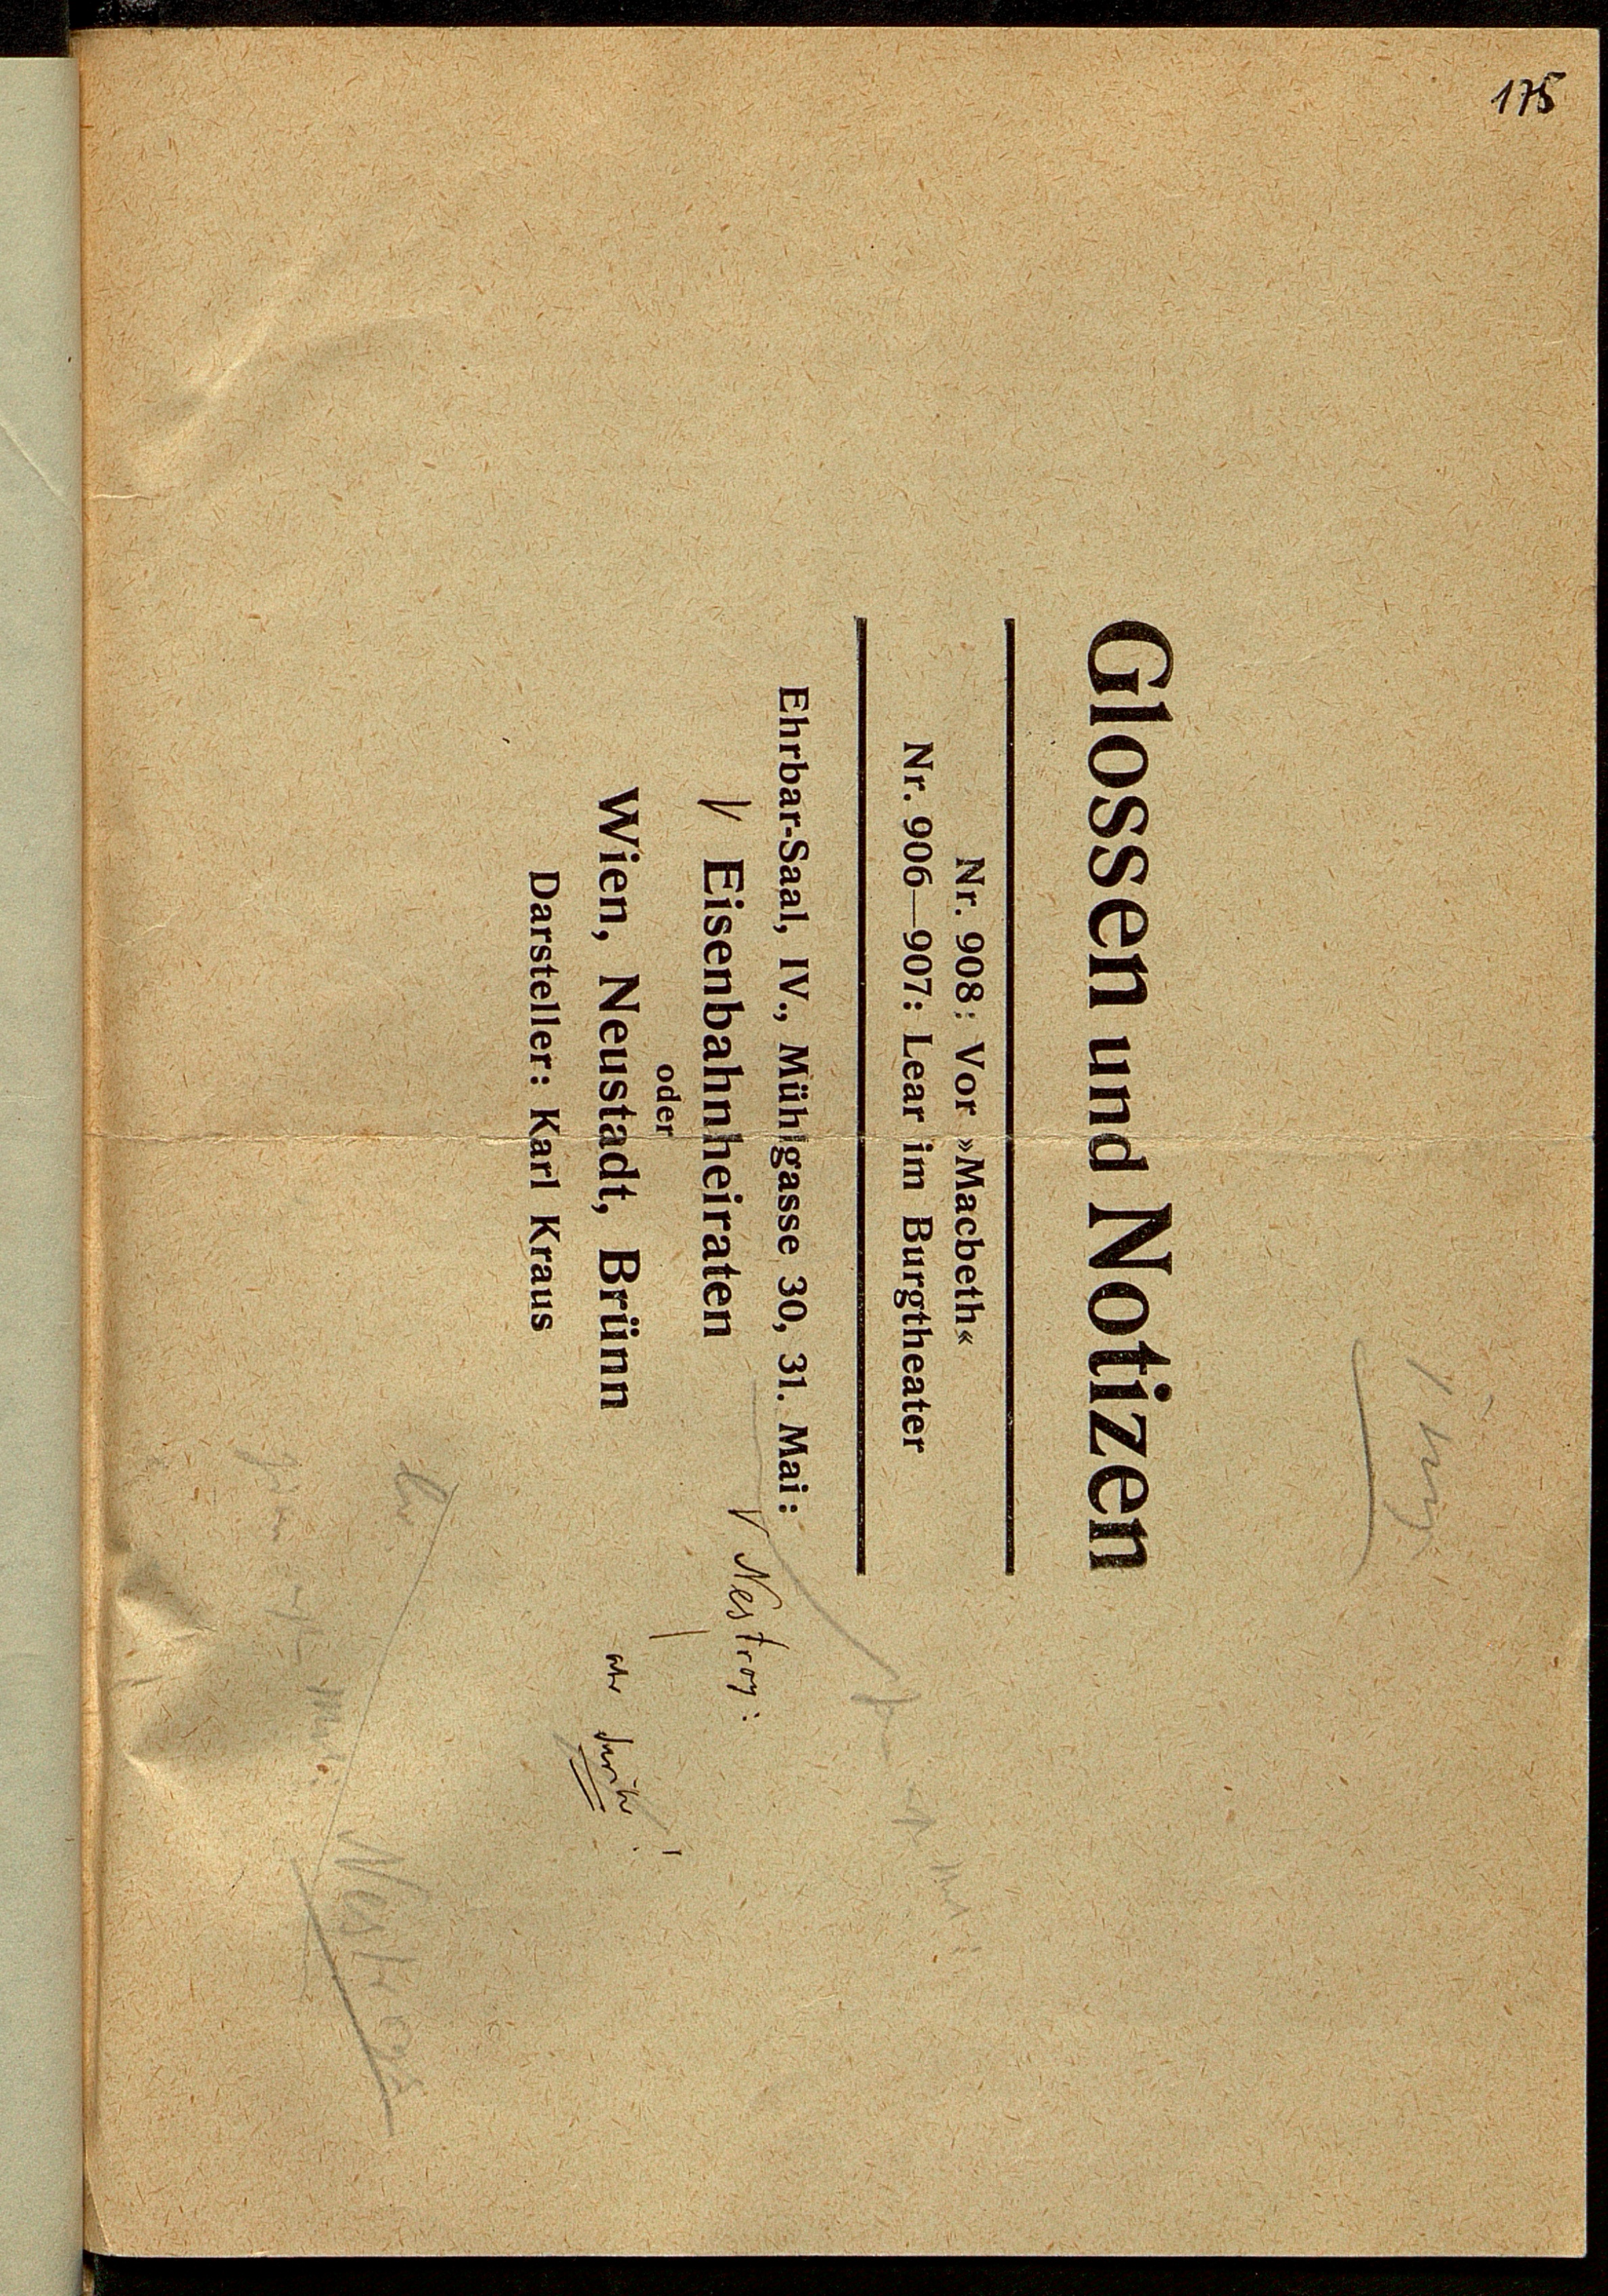 175
Glossen und Notizen
Nr. 908: Vor »Macbeth«
Nr. 906—907: Lear im Burgtheater
Ehrbar-Saal, IV., Mühlgasse 30, 31. Mai:
Nestroy:
Eisenbahnheiraten
oder
Wien, Neustadt, Brünn
Darsteller: Karl Kraus
Nestroy